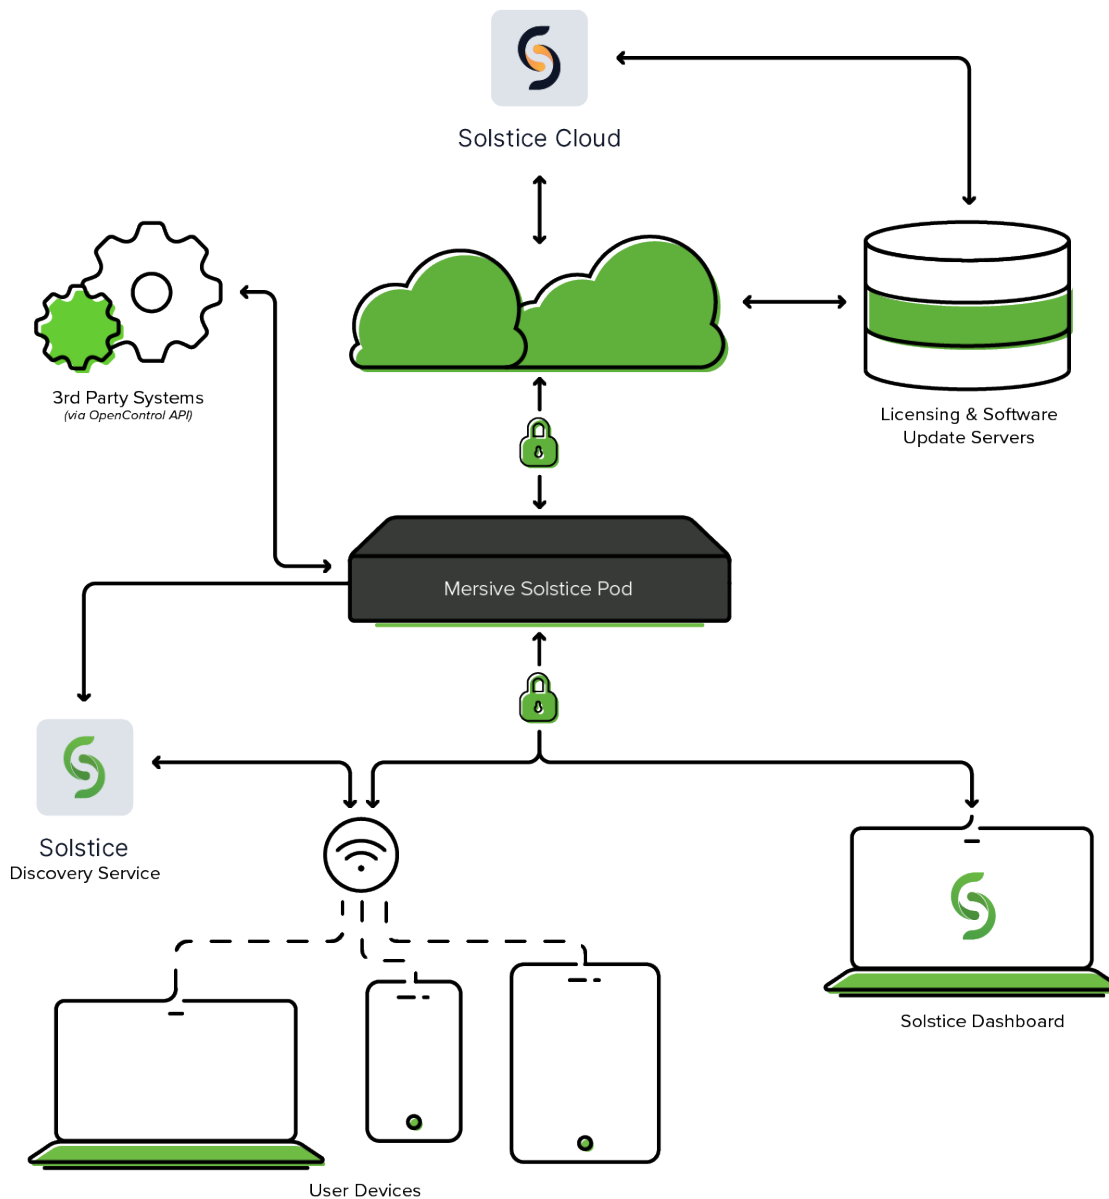 Solstice Cloud
3rd Party Systems
(via OpenControl API)
Licensing & Software
Update Servers
Mersive Solstice Pod
Solstice
Discovery Service
Solstice Dashboard
User Devices